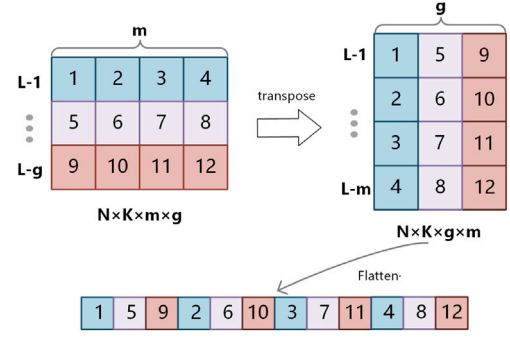 m
g
L-1 1 2 3 4
5 6 7 8
L-g 9 10 11 12
N×K×m×g
transpose
L-1 1 5 9
2 6 10
3 7 11
L-m 4 8 12
N×K×g×m
Flatten·
1 5 9 2 6 10 3 7 11 4 8 12